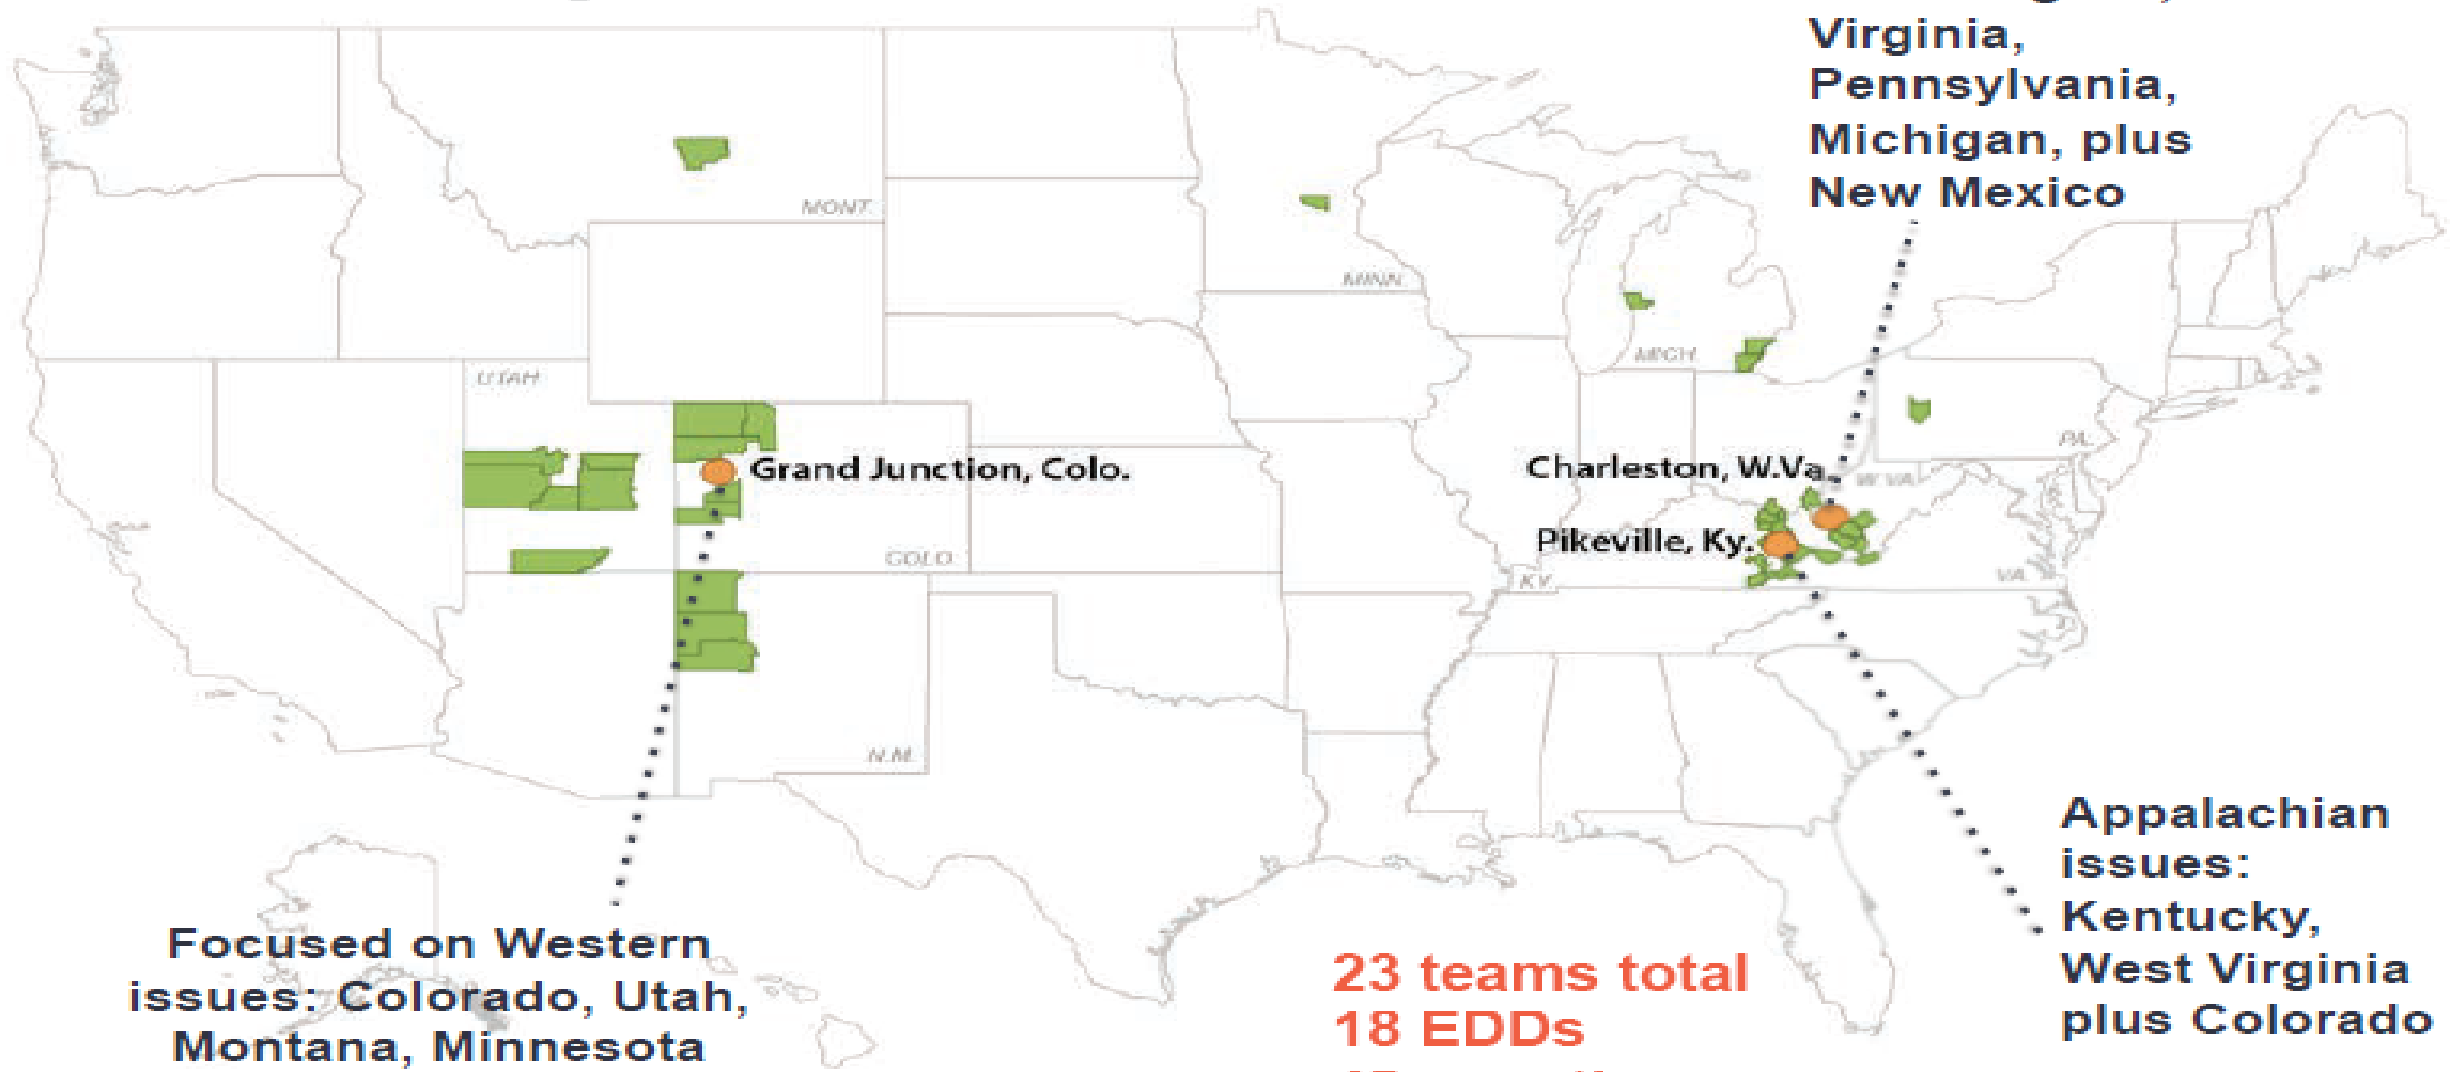 Virginia,
Pennsylvania,
Michigan, plus
New Mexico
MONT.
MINN.
MICH.
UTAH
PA.
Grand Junction, Colo.
Charleston, W.Va.
W.VA.
Pikeville, Ky.
COLO.
KY.
VA.
N.M.
Appalachian
issues:
Kentucky,
West Virginia
plus Colorado
Focused on Western
issues: Colorado, Utah,
Montana, Minnesota
23 teams total
18 EDDs